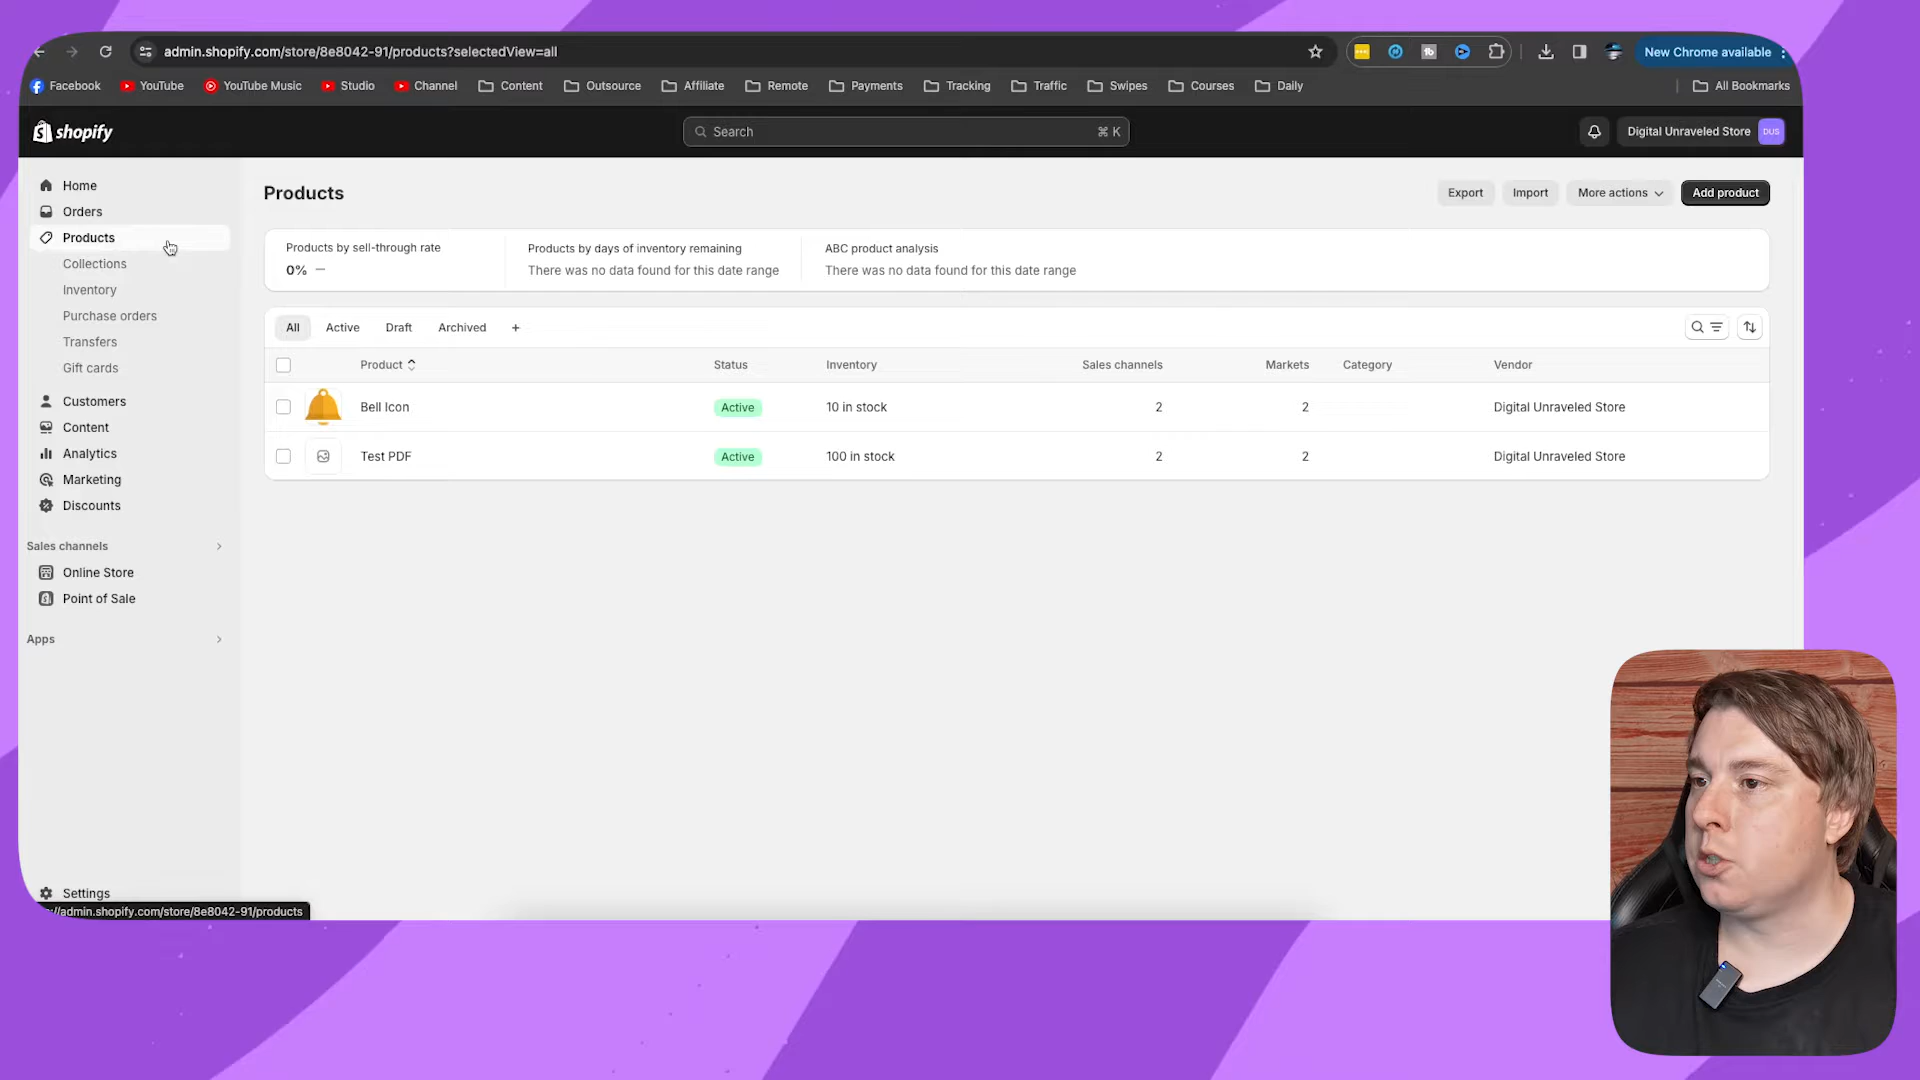 admin.shopify.com/store/8e8042-91/products?selectedView=all
New Chrome available
Facebook YouTube YouTube Music Studio Channel Content Outsource Affiliate Remote Payments Tracking Traffic Swipes Courses Daily All Bookmarks
shopify Search ⌘ K Digital Unraveled Store DUS
Home
Orders
Products
Collections
Inventory
Purchase orders
Transfers
Gift cards
Customers
Content
Analytics
Marketing
Discounts
Sales channels
Online Store
Point of Sale
Apps
Settings
//admin.shopify.com/store/8e8042-91/products
Products Export Import More actions Add product
Products by sell-through rate Products by days of inventory remaining ABC product analysis
0% — There was no data found for this date range There was no data found for this date range
All Active Draft Archived +
Product Status Inventory Sales channels Markets Category Vendor
Bell Icon Active 10 in stock 2 2 Digital Unraveled Store
Test PDF Active 100 in stock 2 2 Digital Unraveled Store